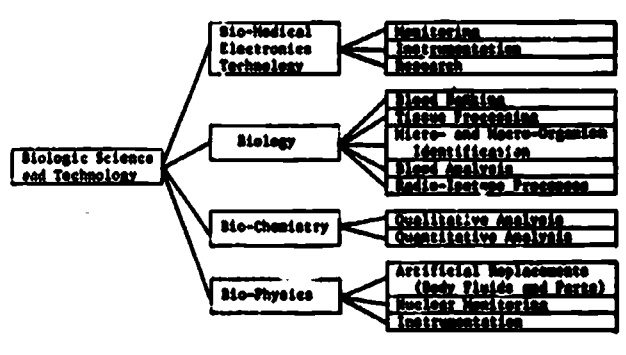 Biologic Science
and Technology
Bio-Medical
Electronics
Technology
Monitoring
Instrumentation
Research
Biology
Blood Banking
Tissue Processing
Micro- and Macro-Organism
Identification
Blood Analysis
Radio-Isotope Processes
Bio-Chemistry
Qualitative Analysis
Quantitative Analysis
Bio-Physics
Artificial Replacements
(Body Fluids and Parts)
Nuclear Monitoring
Instrumentation